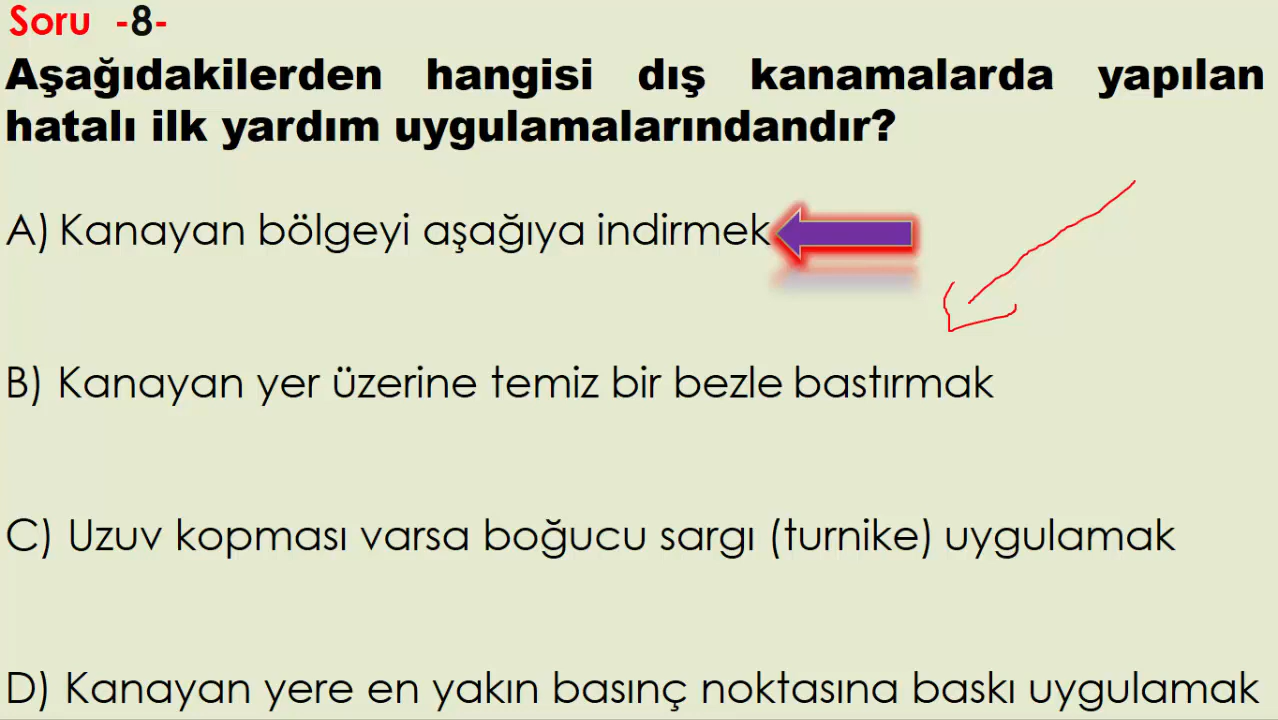 Soru -8-
Aşağıdakilerden hangisi dış kanamalarda yapılan
hatalı ilk yardım uygulamalarındandır?
A) Kanayan bölgeyi aşağıya indirmek
B) Kanayan yer üzerine temiz bir bezle bastırmak
C) Uzuv kopması varsa boğucu sargı (turnike) uygulamak
D) Kanayan yere en yakın basınç noktasına baskı uygulamak